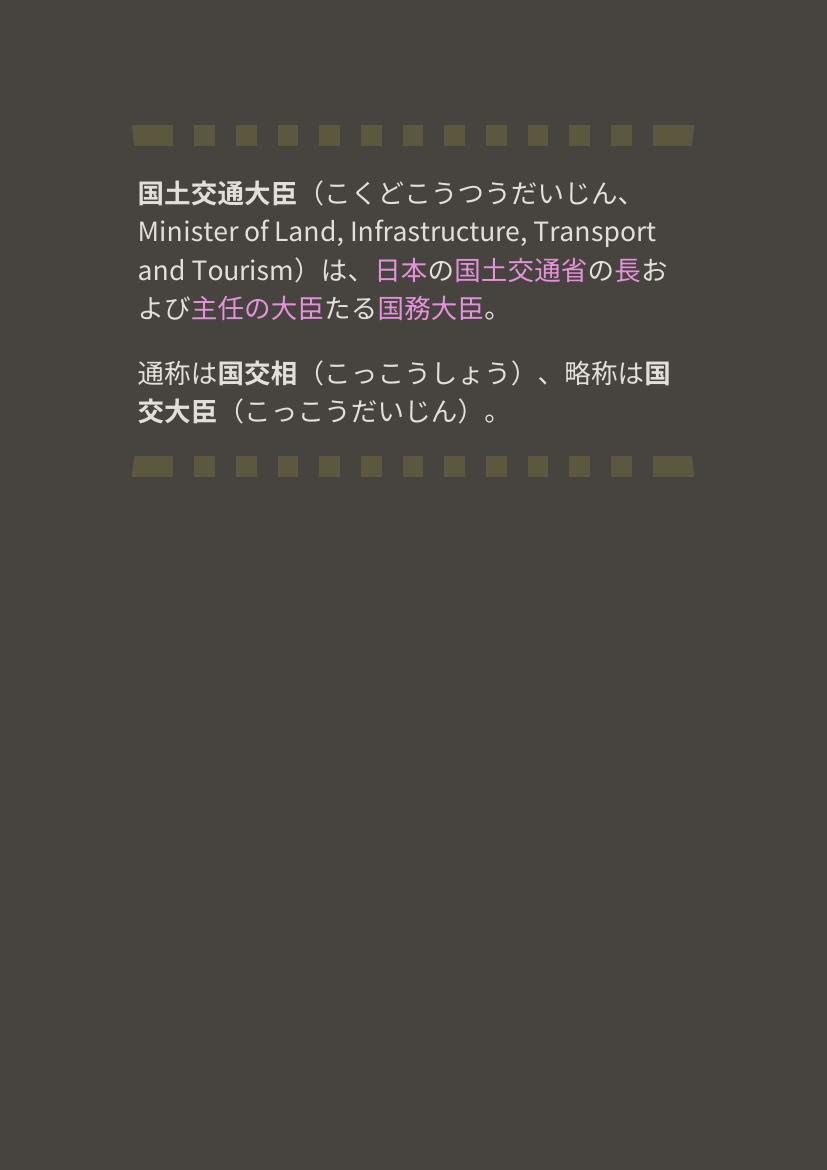 国土交通大臣（こくどこうつうだいじん、
Minister of Land, Infrastructure, Transport
and Tourism）は、日本の国土交通省の長お
よび主任の大臣たる国務大臣。
通称は国交相（こっこうしょう）、略称は国
交大臣（こっこうだいじん）。